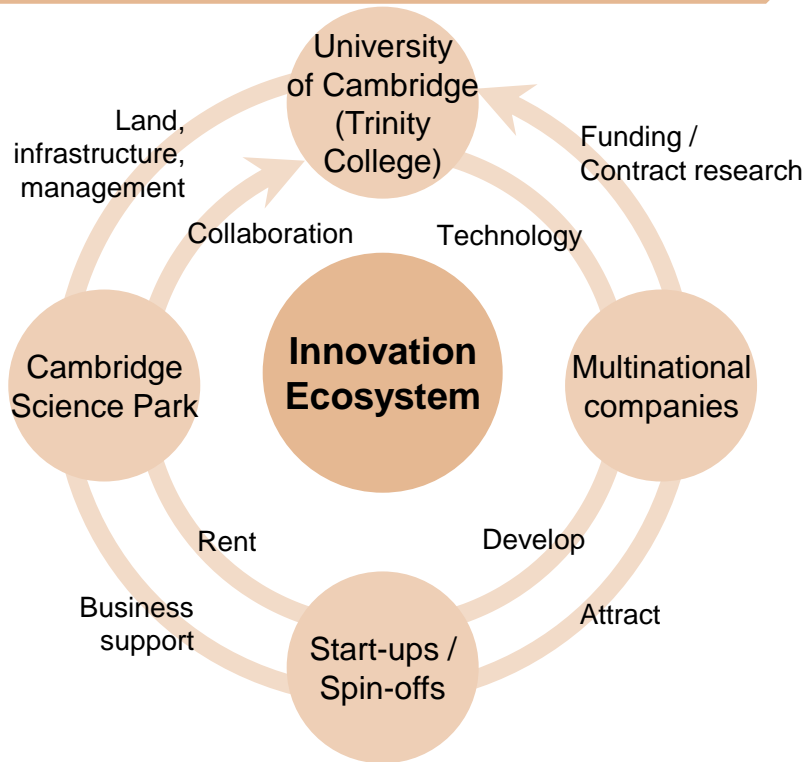 University
of Cambridge
(Trinity
College)
Land,
infrastructure,
management
Funding /
Contract research
Collaboration
Technology
Cambridge
Science Park
Innovation
Ecosystem
Multinational
companies
Rent
Develop
Business
support
Attract
Start-ups /
Spin-offs